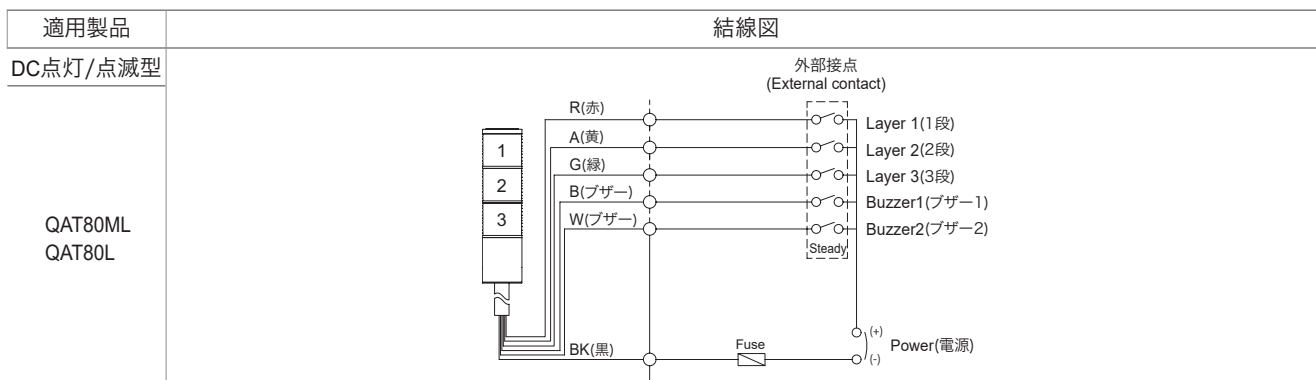 適用製品
結線図
DC点灯/点滅型
外部接点
(External contact)
R(赤)
Layer 1(1段)
A(黄)
Layer 2(2段)
G(緑)
Layer 3(3段)
B(ブザー)
Buzzer1(ブザー1)
W(ブザー)
Buzzer2(ブザー2)
Steady
1
2
3
QAT80ML
QAT80L
BK(黒)
Fuse
(+)
Power(電源)
(-)